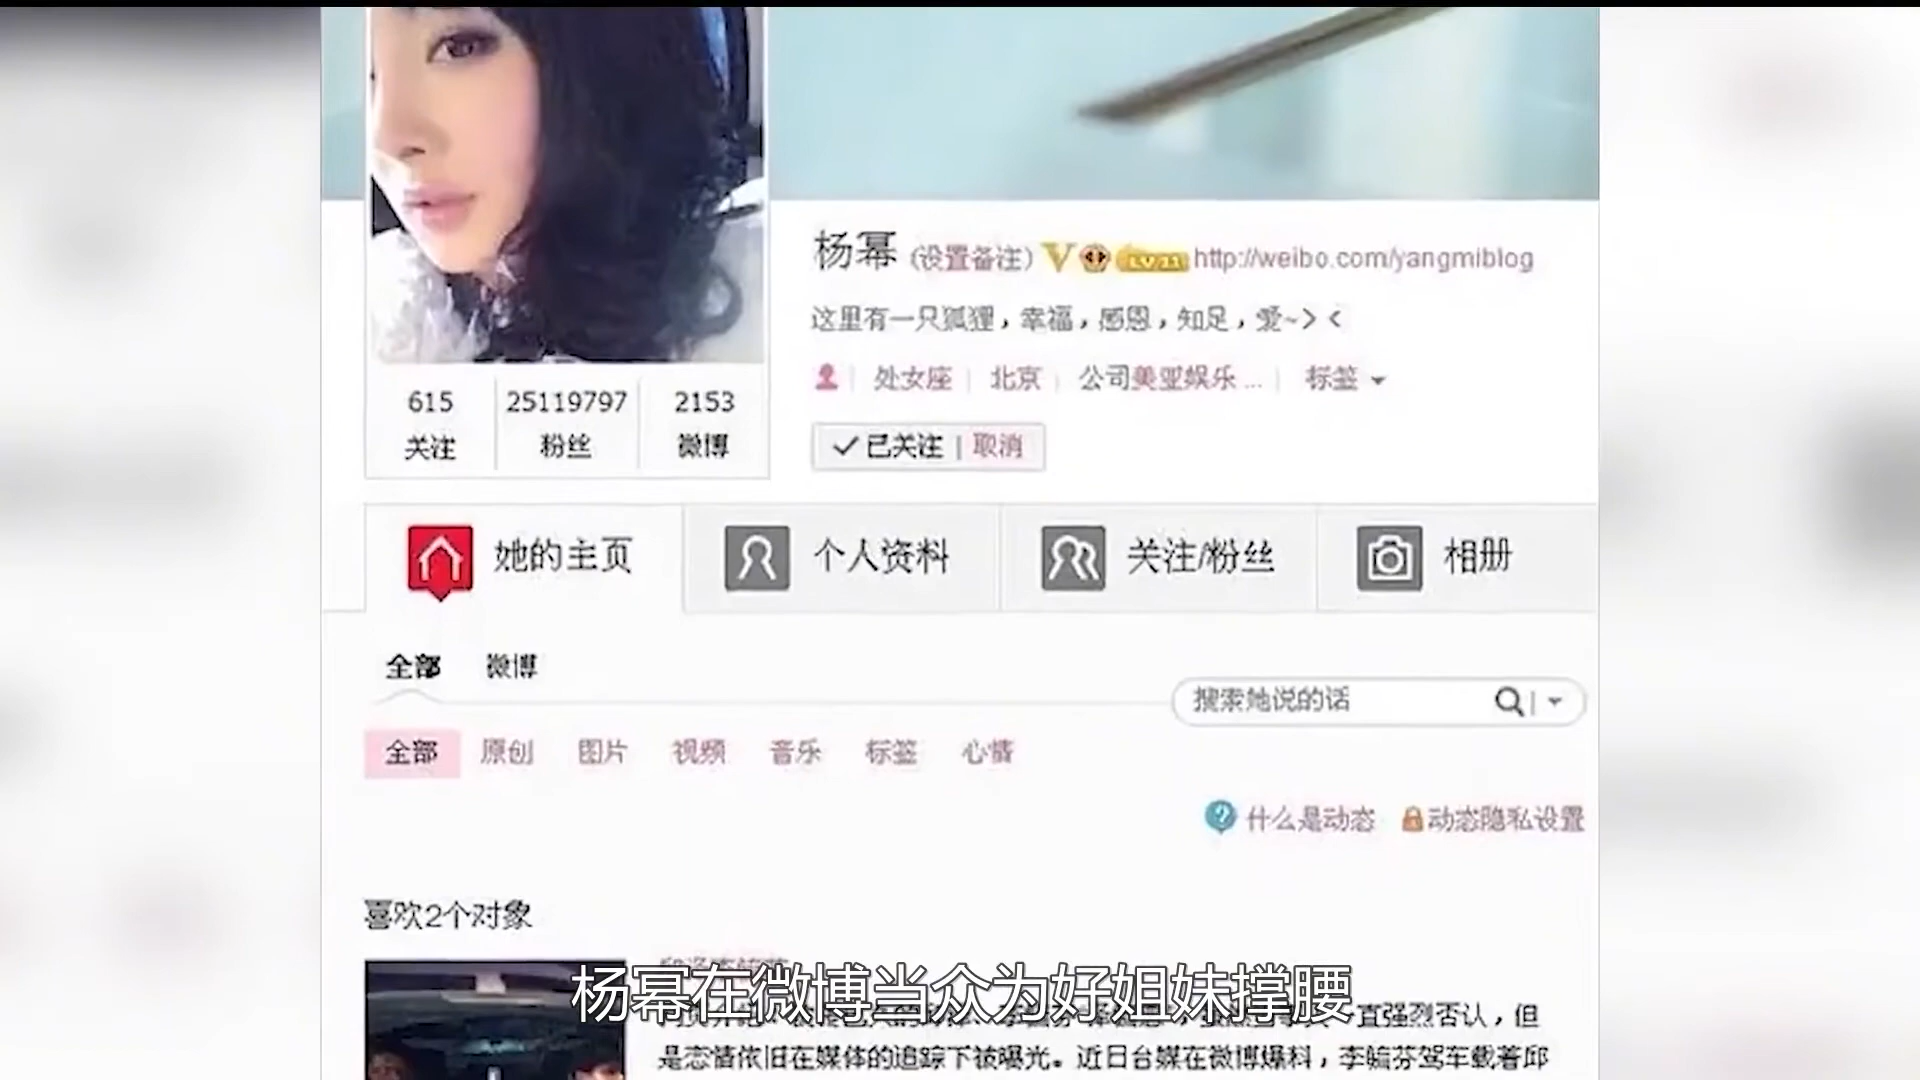 杨幂 (设置备注) V LV 11 http://weibo.com/yangmiblog
这里有一只狐狸，幸福，感恩，知足，爱~> <
处女座 | 北京 | 公司美亚娱乐 ... | 标签
615 25119797 2153
关注 粉丝 微博
已关注 | 取消
她的主页 个人资料 关注/粉丝 相册
全部 微博
搜索她说的话
全部 原创 图片 视频 音乐 标签 心情
什么是动态 动态隐私设置
喜欢2个对象
杨幂在微博当众为好姐妹撑腰
直强烈否认，但
是恋情依旧在媒体的追踪下被曝光。近日台媒在微博爆料，李毓芬驾车载着邱